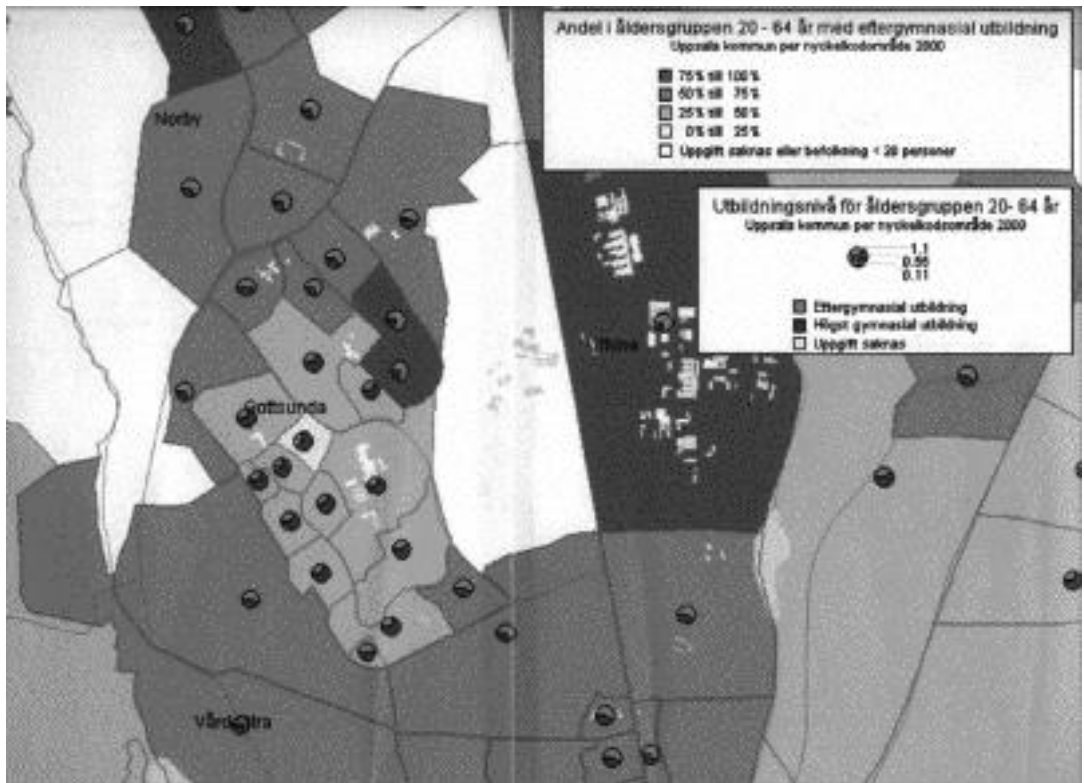 Andel i åldersgruppen 20 - 64 år med eftergymnasial utbildning
Uppsala kommun per nyckelkodområde 2000
75% till 100%
50% till 75%
25% till 50%
0% till 25%
Uppgift saknas eller befolkning < 20 personer
Utbildningsnivå för åldersgruppen 20- 64 år
Uppsala kommun per nyckelkodsområde 2000
1.1
0.55
0.11
Eftergymnasial utbildning
Högst gymnasial utbildning
Uppgift saknas
Norby
Gottsunda